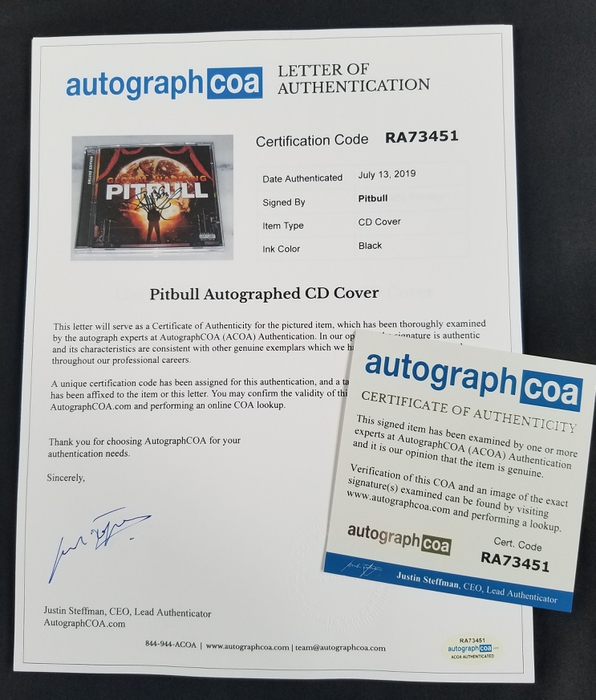 autographcoa LETTER OF
AUTHENTICATION
Certification Code RA73451
Date Authenticated July 13, 2019
Signed By Pitbull
Item Type CD Cover
Ink Color Black
GLOBAL WARMING
PITBULL
Pitbull Autographed CD Cover
This letter will serve as a Certificate of Authenticity for the pictured item, which has been thoroughly examined
by the autograph experts at AutographCOA (ACOA) Authentication. In our signature is authentic
and its characteristics are consistent with other genuine exemplars which we
throughout our professional careers.
A unique certification code has been assigned for this authentication, and a
has been affixed to the item or this letter. You may confirm the validity of
AutographCOA.com and performing an online COA lookup.
Thank you for choosing AutographCOA for your
authentication needs.
Sincerely,
Justin Steffman, CEO, Lead Authenticator
AutographCOA.com
844-944-ACOA | www.autographcoa.com | team@autographcoa.com
RA73451
autographcoa
ACOA AUTHENTICATED
autographcoa
CERTIFICATE OF AUTHENTICITY
This signed item has been examined by one or more
experts at AutographCOA (ACOA) Authentication
and it is our opinion that the item is genuine.
Verification of this COA and an image of the exact
signature(s) examined can be found by visiting
www.autographcoa.com and performing a lookup.
autographcoa
Cert. Code
RA73451
Justin Steffman, CEO, Lead Authenticator